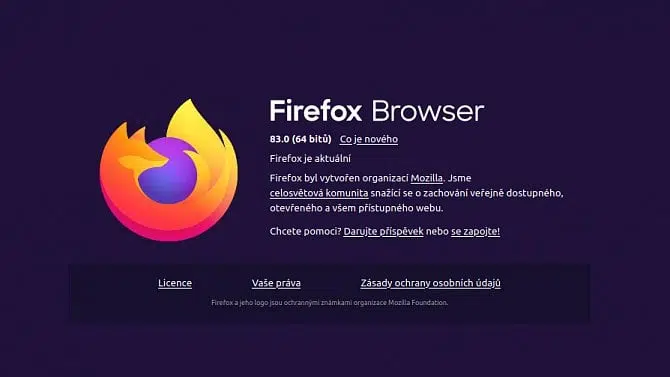 Firefox Browser
83.0 (64 bitů) Co je nového
Firefox je aktuální
Firefox byl vytvořen organizací Mozilla. Jsme
celosvětová komunita snažící se o zachování veřejně dostupného,
otevřeného a všem přístupného webu.
Chcete pomoci? Darujte příspěvek nebo se zapojte!
Licence Vaše práva Zásady ochrany osobních údajů
Firefox a jeho logo jsou ochrannými známkami organizace Mozilla Foundation.